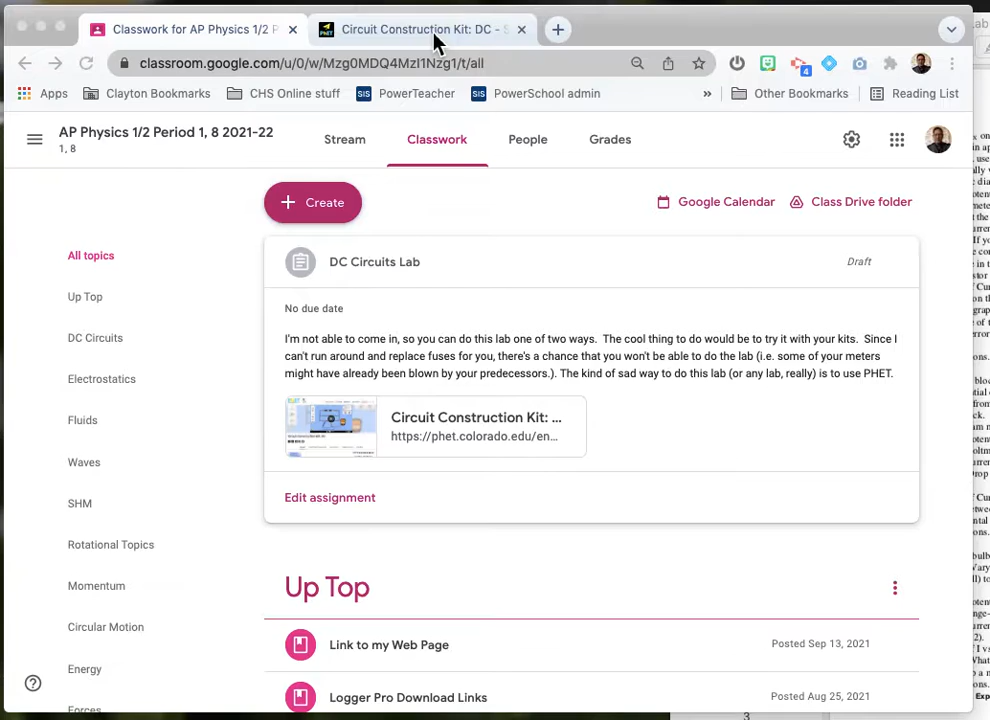 Classwork for AP Physics 1/2 P
Circuit Construction Kit: DC - S
classroom.google.com/u/0/w/Mzg0MDQ4MzI1Nzg1/t/all
4
Apps
Clayton Bookmarks
CHS Online stuff
SIS PowerTeacher
SIS PowerSchool admin
»
Other Bookmarks
Reading List
AP Physics 1/2 Period 1, 8 2021-22
1, 8
Stream
Classwork
People
Grades
+ Create
Google Calendar
Class Drive folder
All topics
Up Top
DC Circuits
Electrostatics
Fluids
Waves
SHM
Rotational Topics
Momentum
Circular Motion
Energy
Forces
DC Circuits Lab
Draft
No due date
I'm not able to come in, so you can do this lab one of two ways. The cool thing to do would be to try it with your kits. Since I
can't run around and replace fuses for you, there's a chance that you won't be able to do the lab (i.e. some of your meters
might have already been blown by your predecessors.). The kind of sad way to do this lab (or any lab, really) is to use PHET.
Circuit Construction Kit: ...
https://phet.colorado.edu/en...
Edit assignment
Up Top
Link to my Web Page
Posted Sep 13, 2021
Logger Pro Download Links
Posted Aug 25, 2021
3